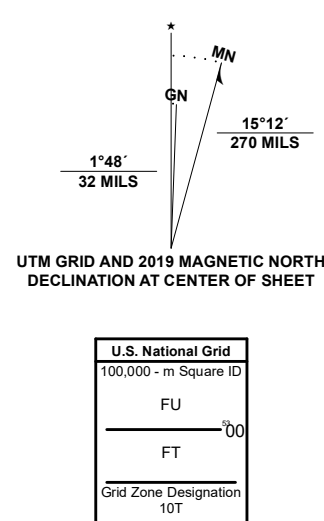 ★
MN
GN
15°12´
270 MILS
1°48´
32 MILS
UTM GRID AND 2019 MAGNETIC NORTH
DECLINATION AT CENTER OF SHEET
U.S. National Grid
100,000 - m Square ID
FU
5300
FT
Grid Zone Designation
10T